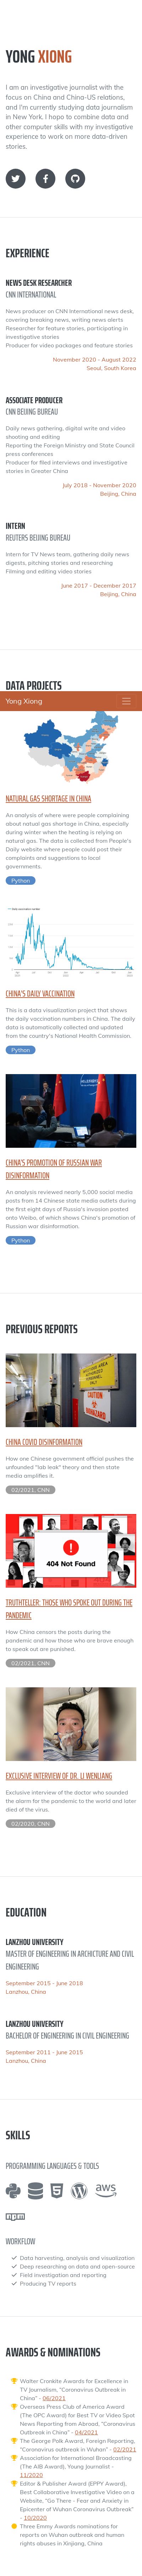 YONG XIONG
I am an investigative journalist with the
focus on China and China-US relations,
and I'm currently studying data journalism
in New York. I hope to combine data and
other computer skills with my investigative
experience to work on more data-driven
stories.
EXPERIENCE
NEWS DESK RESEARCHER
CNN INTERNATIONAL
News producer on CNN International news desk,
covering breaking news, writing news alerts
Researcher for feature stories, participating in
investigative stories
Producer for video packages and feature stories
November 2020 - August 2022
Seoul, South Korea
ASSOCIATE PRODUCER
CNN BEIJING BUREAU
Daily news gathering, digital write and video
shooting and editing
Reporting the Foreign Ministry and State Council
press conferences
Producer for filed interviews and investigative
stories in Greater China
July 2018 - November 2020
Beijing, China
INTERN
REUTERS BEIJING BUREAU
Intern for TV News team, gathering daily news
digests, pitching stories and researching
Filming and editing video stories
June 2017 - December 2017
Beijing, China
DATA PROJECTS
Yong Xiong
NATURAL GAS SHORTAGE IN CHINA
An analysis of where were people complaining
about natual gas shortage in China, especially
during winter when the heating is relying on
natural gas. The data is collected from People's
Daily website where people could post their
complaints and suggestions to local
governments.
Python
CHINA'S DAILY VACCINATION
This is a data visualization project that shows
the daily vaccination numbers in China. The daily
data is automatically collected and updated
from the country's National Health Commission.
Python
CHINA'S PROMOTION OF RUSSIAN WAR
DISINFORMATION
An analysis reviewed nearly 5,000 social media
posts from 14 Chinese state media outlets during
the first eight days of Russia's invasion posted
onto Weibo, of which shows China's promotion of
Russian war disinformation.
Python
PREVIOUS REPORTS
CHINA COVID DISINFORMATION
How one Chinese government official pushes the
unfounded "lab leak" theory and then state
media amplifies it.
02/2021, CNN
404 Not Found
TRUTHTELLER: THOSE WHO SPOKE OUT DURING THE
PANDEMIC
How China censors the posts during the
pandemic and how those who are brave enough
to speak out are punished.
02/2021, CNN
EXCLUSIVE INTERVIEW OF DR. LI WENLIANG
Exclusive interview of the doctor who sounded
the alarm for the pandemic to the world and later
died of the virus.
02/2020, CNN
EDUCATION
LANZHOU UNIVERSITY
MASTER OF ENGINEERING IN ARCHICTURE AND CIVIL
ENGINEERING
September 2015 - June 2018
Lanzhou, China
LANZHOU UNIVERSITY
BACHELOR OF ENGINEERING IN CIVIL ENGINEERING
September 2011 - June 2015
Lanzhou, China
SKILLS
PROGRAMMING LANGUAGES & TOOLS
aws
WORKFLOW
Data harvesting, analysis and visualization
Deep researching on data and open-source
Field investigation and reporting
Producing TV reports
AWARDS & NOMINATIONS
Walter Cronkite Awards for Excellence in
TV Journalism, "Coronavirus Outbreak in
China" - 06/2021
Overseas Press Club of America Award
(The OPC Award) for Best TV or Video Spot
News Reporting from Abroad, "Coronavirus
Outbreak in China" - 04/2021
The George Polk Award, Foreign Reporting,
"Coronavirus outbreak in Wuhan" - 02/2021
Association for International Broadcasting
(The AIB Award), Young Journalist -
11/2020
Editor & Publisher Award (EPPY Award),
Best Collaborative Investigative Video on a
Website, "Go There - Fear and Anxiety in
Epicenter of Wuhan Coronavirus Outbreak"
- 10/2020
Three Emmy Awards nominations for
reports on Wuhan outbreak and human
rights abuses in Xinjiang, China